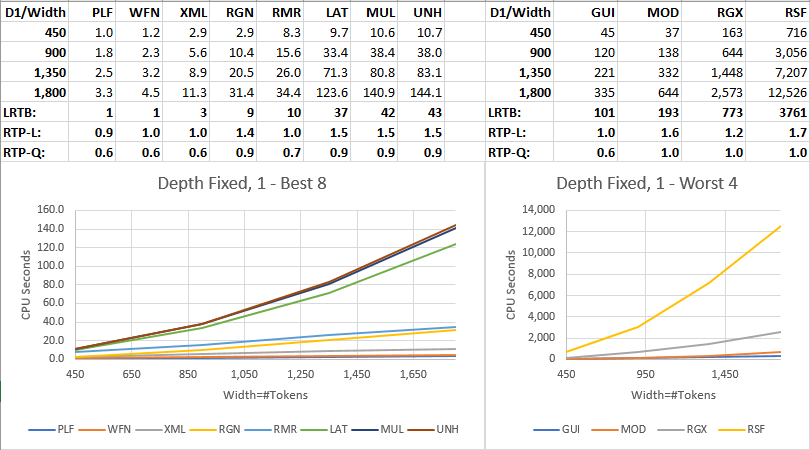 D1/Width PLF WFN XML RGN RMR LAT MUL UNH
450 1.0 1.2 2.9 2.9 8.3 9.7 10.6 10.7
900 1.8 2.3 5.6 10.4 15.6 33.4 38.4 38.0
1,350 2.5 3.2 8.9 20.5 26.0 71.3 80.8 83.1
1,800 3.3 4.5 11.3 31.4 34.4 123.6 140.9 144.1
LRTB: 1 1 3 9 10 37 42 43
RTP-L: 0.9 1.0 1.0 1.4 1.0 1.5 1.5 1.5
RTP-Q: 0.6 0.6 0.6 0.9 0.7 0.9 0.9 0.9
D1/Width GUI MOD RGX RSF
450 45 37 163 716
900 120 138 644 3,056
1,350 221 332 1,448 7,207
1,800 335 644 2,573 12,526
LRTB: 101 193 773 3761
RTP-L: 1.0 1.6 1.2 1.7
RTP-Q: 0.6 1.0 1.0 1.0
Depth Fixed, 1 - Best 8
160.0
140.0
120.0
100.0
80.0
60.0
40.0
20.0
0.0
CPU Seconds
450 650 850 1,050 1,250 1,450 1,650
Width=#Tokens
PLF WFN XML RGN RMR LAT MUL UNH
Depth Fixed, 1 - Worst 4
14,000
12,000
10,000
8,000
6,000
4,000
2,000
0
CPU Seconds
450 950 1,450
Width=#Tokens
GUI MOD RGX RSF